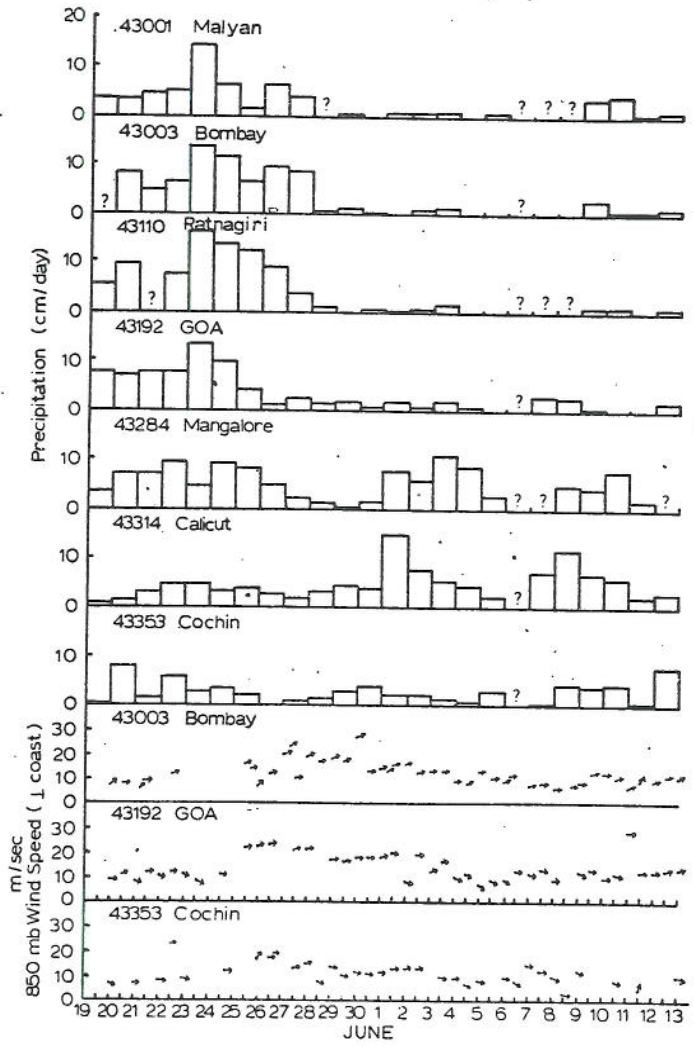 20
43001 Malyan
10
? ? ? ?
0
43003 Bombay
10
? ?
0
43110 Ratnagiri
10
? ? ? ?
0
43192 GOA
10
?
0
43284 Mangalore
10
? ? ?
0
43314 Calicut
10
?
0
43353 Cochin
10
?
0
Precipitation (cm/day)
43003 Bombay
30
20
10
0
43192 GOA
30
20
10
0
43353 Cochin
30
20
10
0
m/sec
850 mb Wind Speed (⊥ coast)
19 20 21 22 23 24 25 26 27 28 29 30 1 2 3 4 5 6 7 8 9 10 11 12 13
JUNE